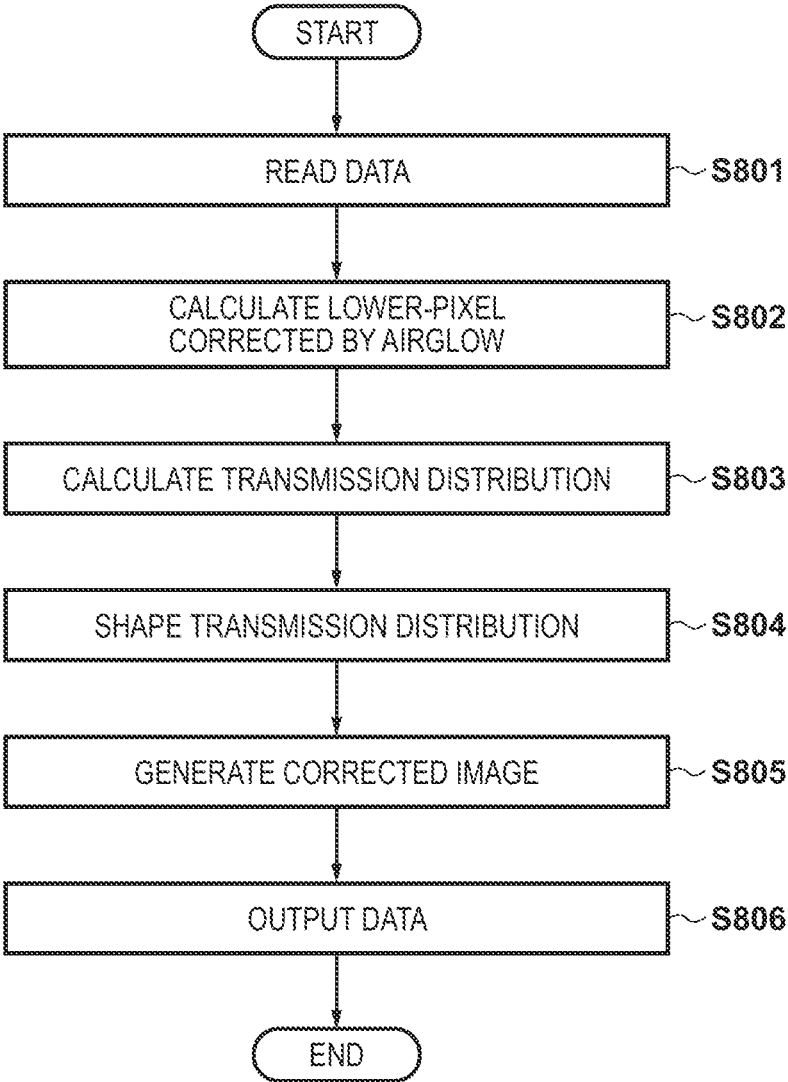 START
READ DATA
S801
CALCULATE LOWER-PIXEL
CORRECTED BY AIRGLOW
S802
CALCULATE TRANSMISSION DISTRIBUTION
S803
SHAPE TRANSMISSION DISTRIBUTION
S804
GENERATE CORRECTED IMAGE
S805
OUTPUT DATA
S806
END